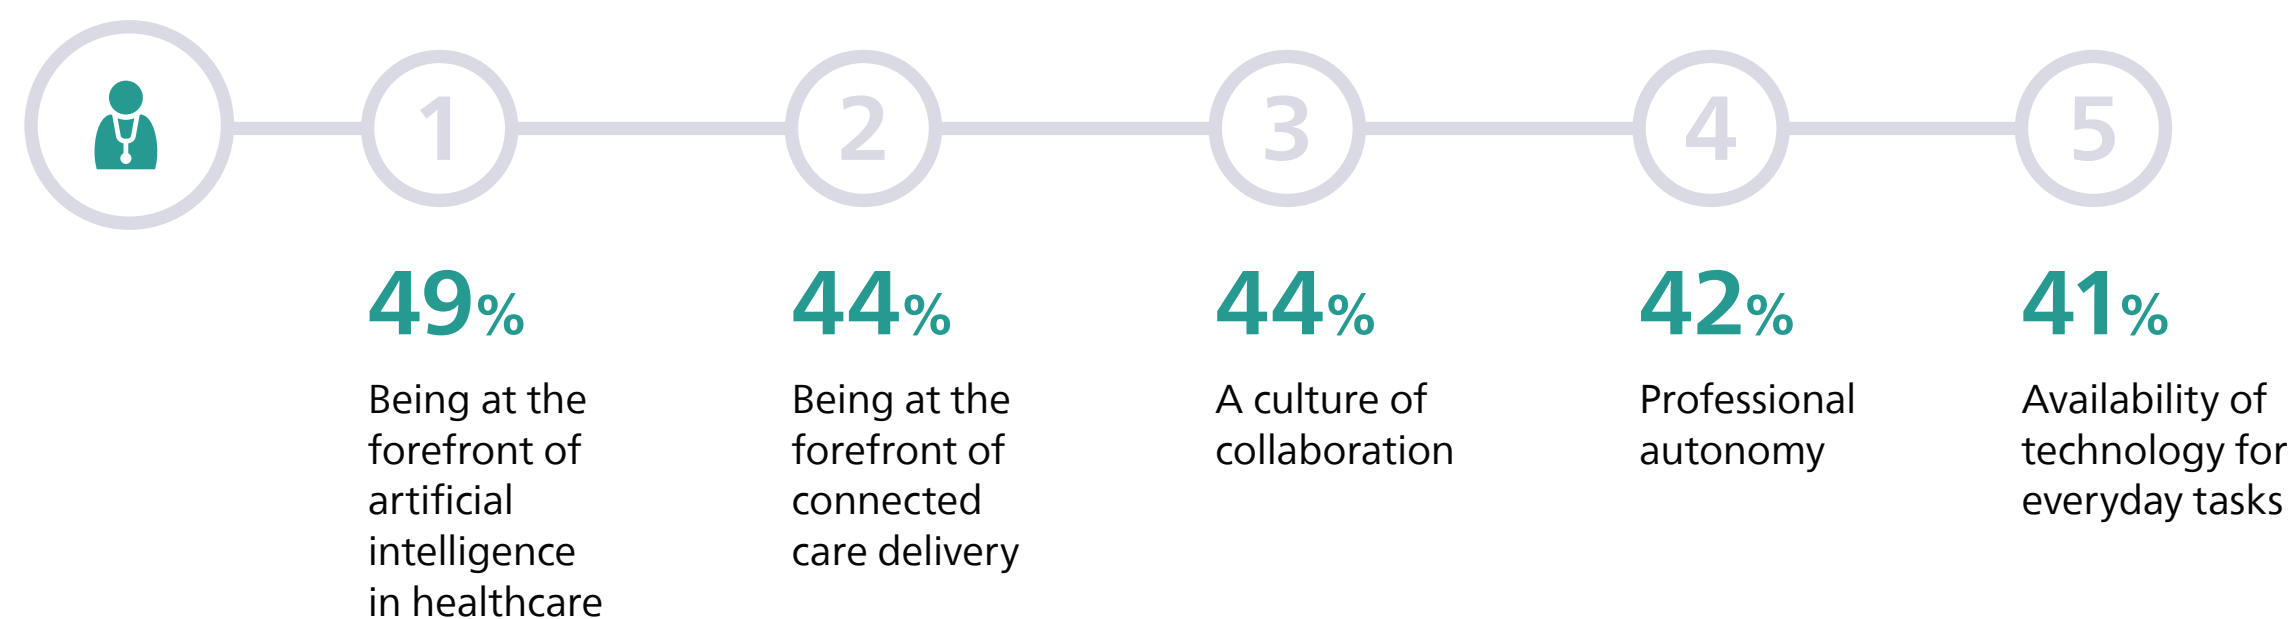 1
2
3
4
5
49%
Being at the
forefront of
artificial
intelligence
in healthcare
44%
Being at the
forefront of
connected
care delivery
44%
A culture of
collaboration
42%
Professional
autonomy
41%
Availability of
technology for
everyday tasks